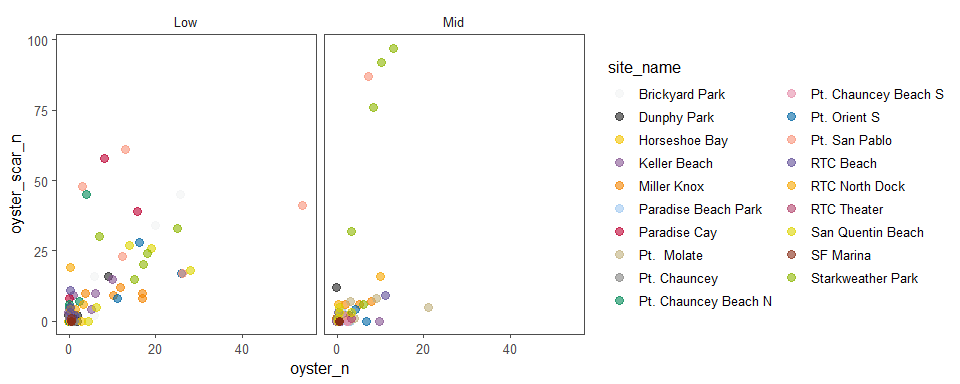 Low Mid
100
75
50
25
0
oyster_scar_n
0 20 40 0 20 40
oyster_n
site_name
Brickyard Park Pt. Chauncey Beach S
Dunphy Park Pt. Orient S
Horseshoe Bay Pt. San Pablo
Keller Beach RTC Beach
Miller Knox RTC North Dock
Paradise Beach Park RTC Theater
Paradise Cay San Quentin Beach
Pt.  Molate SF Marina
Pt. Chauncey Starkweather Park
Pt. Chauncey Beach N